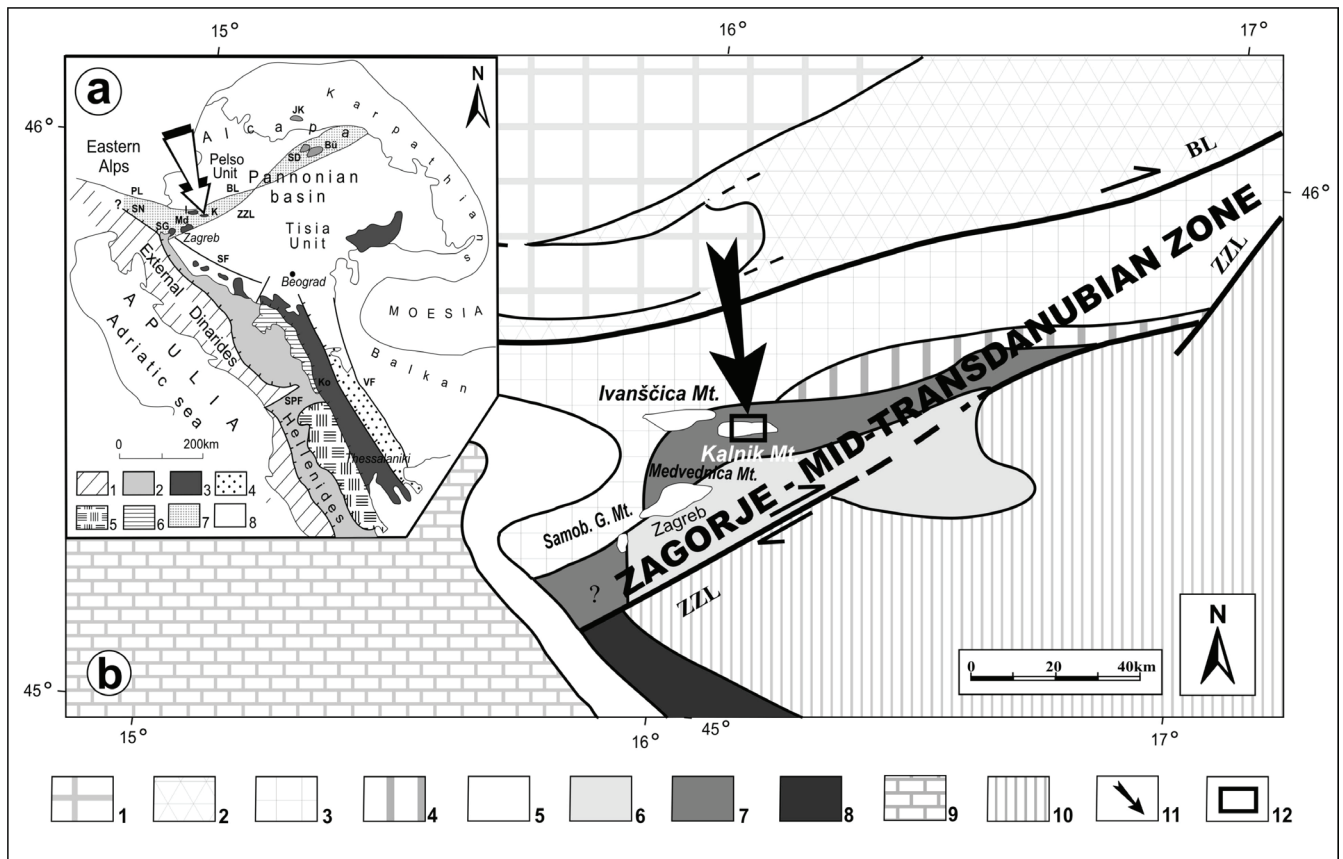 15°
16°
17°
a
N
Karpathians
JK
46°
Alcapa
Eastern
Alps
Bü
SD
Pelso
Unit
Pannonian
basin
PL
BL
?
SN
I
K
ZZL
Md
SG
Zagreb
Tisia
Unit
SF
Beograd
External Dinarides
MOESIA
APULIA
Adriatic sea
Balkan
Ko
VF
SPF
0 200km
Thessaloniki
Hellenides
1 2 3 4
5 6 7 8
BL
46°
ZZL
ZAGORJE - MID-TRANSDANUBIAN ZONE
Ivanščica Mt.
Kalnik Mt.
Medvednica Mt.
Zagreb
Samob. G. Mt.
?
ZZL
N
0 20 40km
b
45°
15°
16°
45°
17°
1 2 3 4 5 6 7 8 9 10 11 12